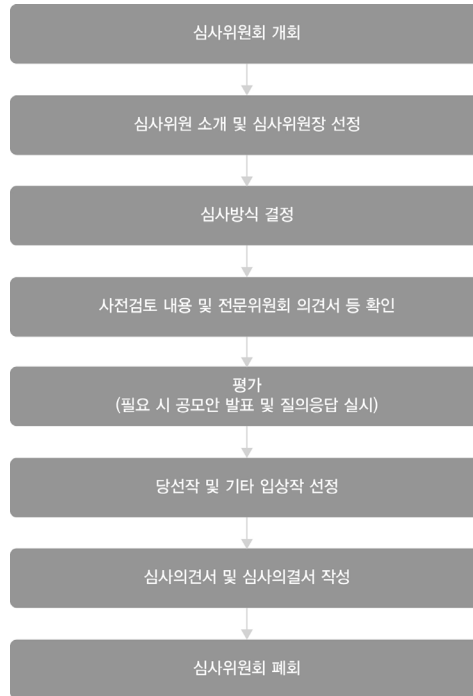 심사위원회 개회
심사위원 소개 및 심사위원장 선정
심사방식 결정
사전검토 내용 및 전문위원회 의견서 등 확인
평가
(필요 시 공모안 발표 및 질의응답 실시)
당선작 및 기타 입상작 선정
심사의견서 및 심사의결서 작성
심사위원회 폐회